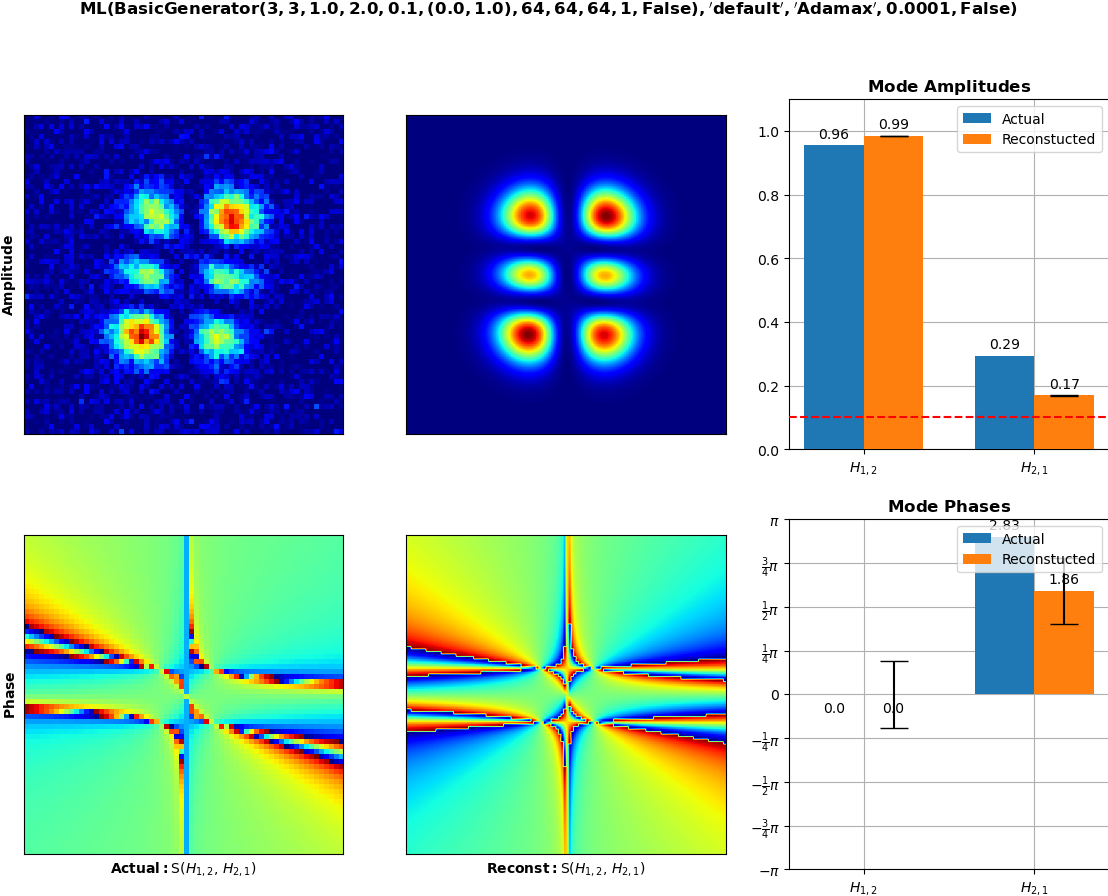 ML(BasicGenerator(3, 3, 1.0, 2.0, 0.1, (0.0, 1.0), 64, 64, 64, 1, False), 'default', 'Adamax', 0.0001, False)
Mode Amplitudes
Actual
Reconstucted
0.96
0.99
0.29
0.17
1.0
0.8
0.6
0.4
0.2
0.0
H1,2
H2,1
Amplitude
Mode Phases
Actual
Reconstucted
2.83
1.86
0.0
0.0
π
3/4π
1/2π
1/4π
0
−1/4π
−1/2π
−3/4π
−π
H1,2
H2,1
Phase
Actual: S(H1,2, H2,1)
Reconst: S(H1,2, H2,1)